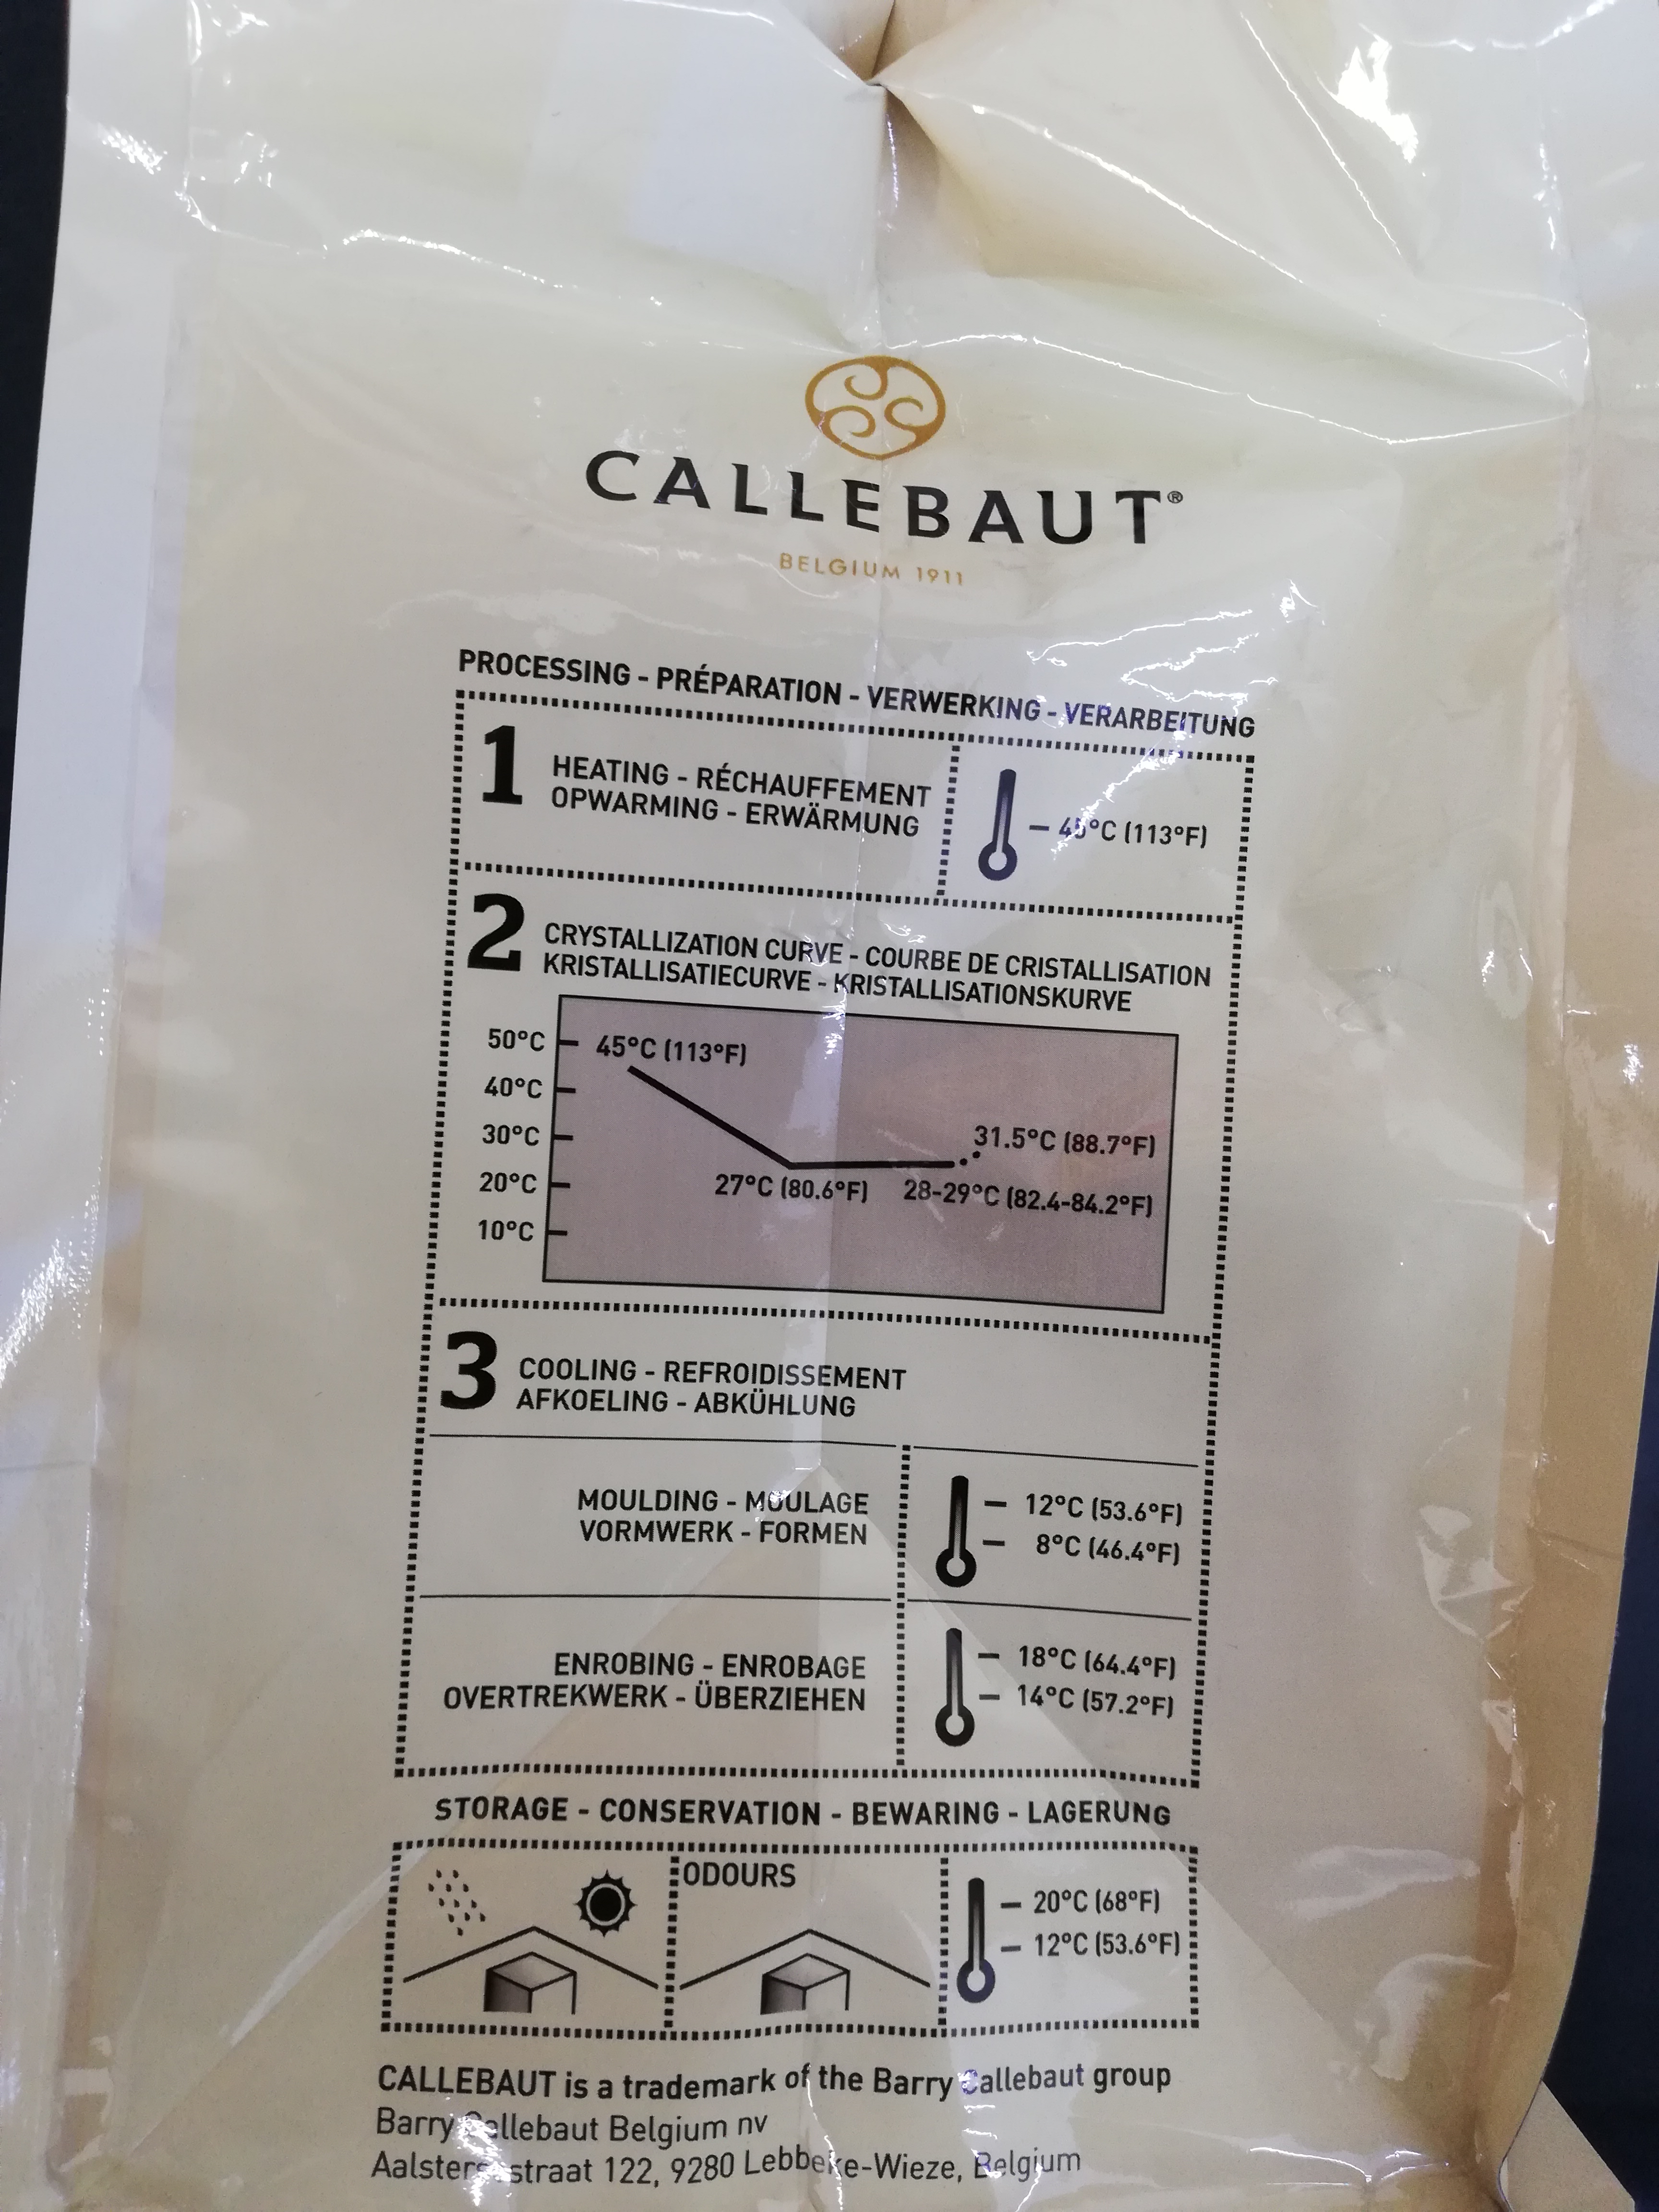 CALLEBAUT®
BELGIUM 1911
PROCESSING - PRÉPARATION - VERWERKING - VERARBEITUNG
1
HEATING - RÉCHAUFFEMENT
OPWARMING - ERWÄRMUNG
45°C (113°F)
2
CRYSTALLIZATION CURVE - COURBE DE CRISTALLISATION
KRISTALLISATIECURVE - KRISTALLISATIONSKURVE
50°C
40°C
30°C
20°C
10°C
45°C (113°F)
31.5°C (88.7°F)
27°C (80.6°F)
28-29°C (82.4-84.2°F)
3
COOLING - REFROIDISSEMENT
AFKOELING - ABKÜHLUNG
MOULDING - MOULAGE
VORMWERK - FORMEN
12°C (53.6°F)
8°C (46.4°F)
ENROBING - ENROBAGE
OVERTREKWERK - ÜBERZIEHEN
18°C (64.4°F)
14°C (57.2°F)
STORAGE - CONSERVATION - BEWARING - LAGERUNG
ODOURS
20°C (68°F)
12°C (53.6°F)
CALLEBAUT is a trademark of the Barry Callebaut group
Barry Callebaut Belgium nv
122, 9280 Lebbeke-Wieze, Belgium